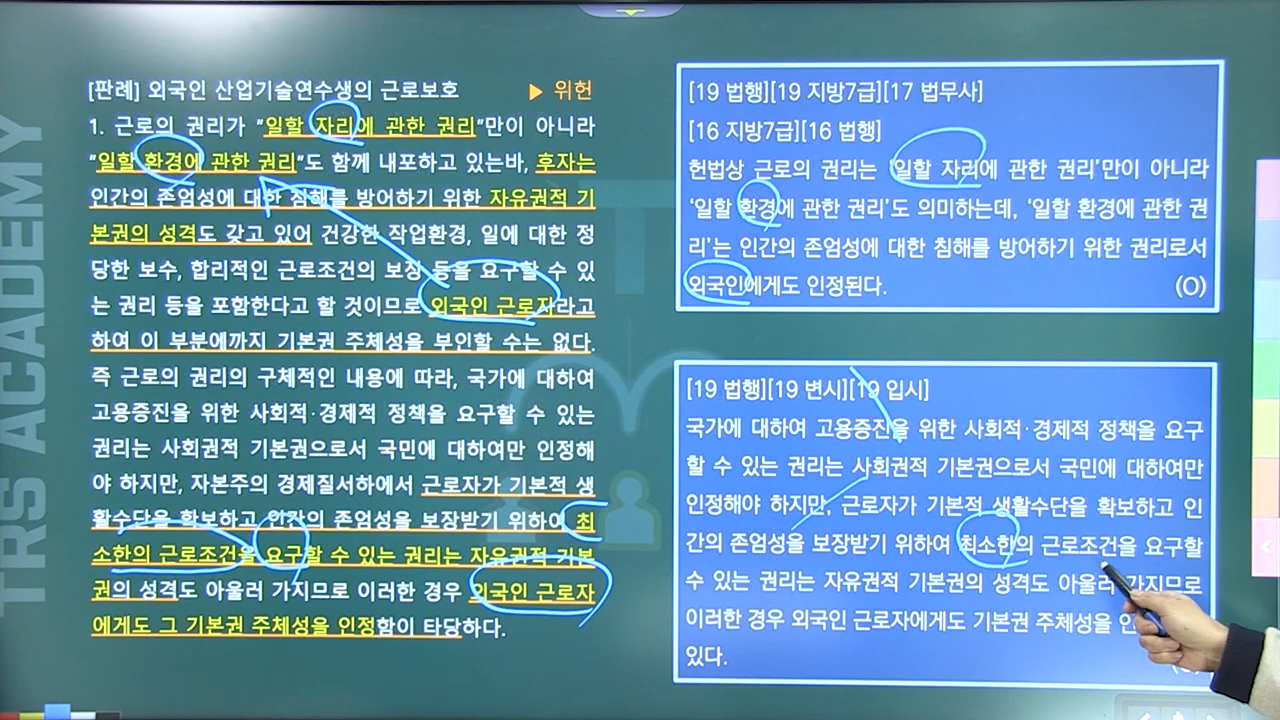 [판례] 외국인 산업기술연수생의 근로보호 ▶ 위헌
1. 근로의 권리가 "일할 자리에 관한 권리"만이 아니라
"일할 환경에 관한 권리"도 함께 내포하고 있는바, 후자는
인간의 존엄성에 대한 침해를 방어하기 위한 자유권적 기
본권의 성격도 갖고 있어 건강한 작업환경, 일에 대한 정
당한 보수, 합리적인 근로조건의 보장 등을 요구할 수 있
는 권리 등을 포함한다고 할 것이므로 외국인 근로자라고
하여 이 부분에까지 기본권 주체성을 부인할 수는 없다.
즉 근로의 권리의 구체적인 내용에 따라, 국가에 대하여
고용증진을 위한 사회적·경제적 정책을 요구할 수 있는
권리는 사회권적 기본권으로서 국민에 대하여만 인정해
야 하지만, 자본주의 경제질서하에서 근로자가 기본적 생
활수단을 확보하고 인간의 존엄성을 보장받기 위하여 최
소한의 근로조건을 요구할 수 있는 권리는 자유권적 기본
권의 성격도 아울러 가지므로 이러한 경우 외국인 근로자
에게도 그 기본권 주체성을 인정함이 타당하다.
[19 법행][19 지방7급][17 법무사]
[16 지방7급][16 법행]
헌법상 근로의 권리는 '일할 자리에 관한 권리'만이 아니라
'일할 환경에 관한 권리'도 의미하는데, '일할 환경에 관한 권
리'는 인간의 존엄성에 대한 침해를 방어하기 위한 권리로서
외국인에게도 인정된다. (O)
[19 법행][19 변시][19 입시]
국가에 대하여 고용증진을 위한 사회적·경제적 정책을 요구
할 수 있는 권리는 사회권적 기본권으로서 국민에 대하여만
인정해야 하지만, 근로자가 기본적 생활수단을 확보하고 인
간의 존엄성을 보장받기 위하여 최소한의 근로조건을 요구할
수 있는 권리는 자유권적 기본권의 성격도 아울러 가지므로
이러한 경우 외국인 근로자에게도 기본권 주체성을 인
있다.
TRS ACADEMY